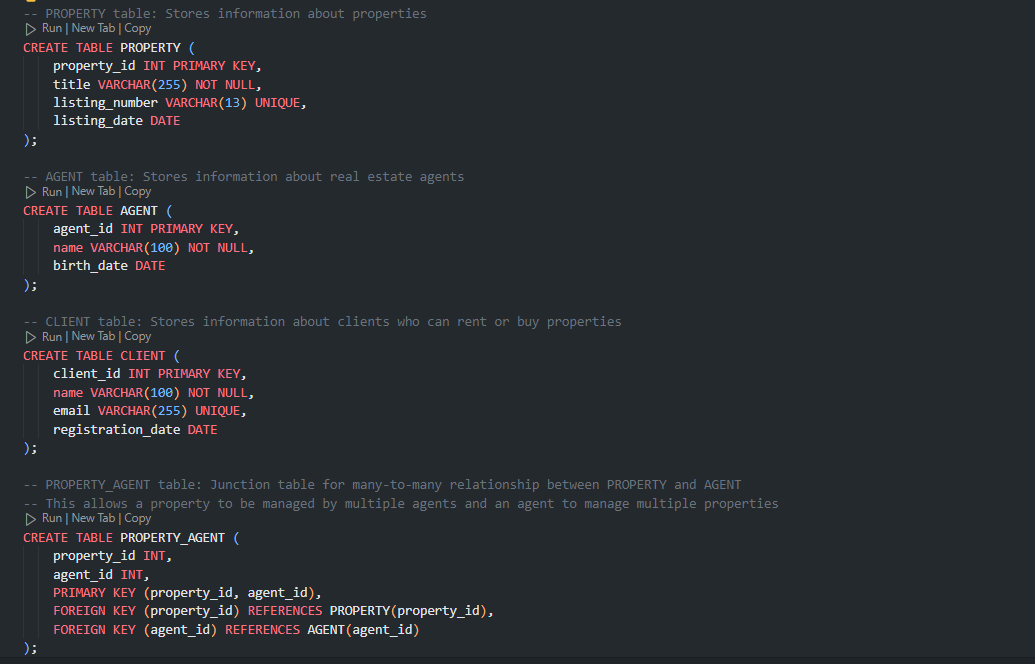 -- PROPERTY table: Stores information about properties
Run | New Tab | Copy
CREATE TABLE PROPERTY (
    property_id INT PRIMARY KEY,
    title VARCHAR(255) NOT NULL,
    listing_number VARCHAR(13) UNIQUE,
    listing_date DATE
);
-- AGENT table: Stores information about real estate agents
Run | New Tab | Copy
CREATE TABLE AGENT (
    agent_id INT PRIMARY KEY,
    name VARCHAR(100) NOT NULL,
    birth_date DATE
);
-- CLIENT table: Stores information about clients who can rent or buy properties
Run | New Tab | Copy
CREATE TABLE CLIENT (
    client_id INT PRIMARY KEY,
    name VARCHAR(100) NOT NULL,
    email VARCHAR(255) UNIQUE,
    registration_date DATE
);
-- PROPERTY_AGENT table: Junction table for many-to-many relationship between PROPERTY and AGENT
-- This allows a property to be managed by multiple agents and an agent to manage multiple properties
Run | New Tab | Copy
CREATE TABLE PROPERTY_AGENT (
    property_id INT,
    agent_id INT,
    PRIMARY KEY (property_id, agent_id),
    FOREIGN KEY (property_id) REFERENCES PROPERTY(property_id),
    FOREIGN KEY (agent_id) REFERENCES AGENT(agent_id)
);